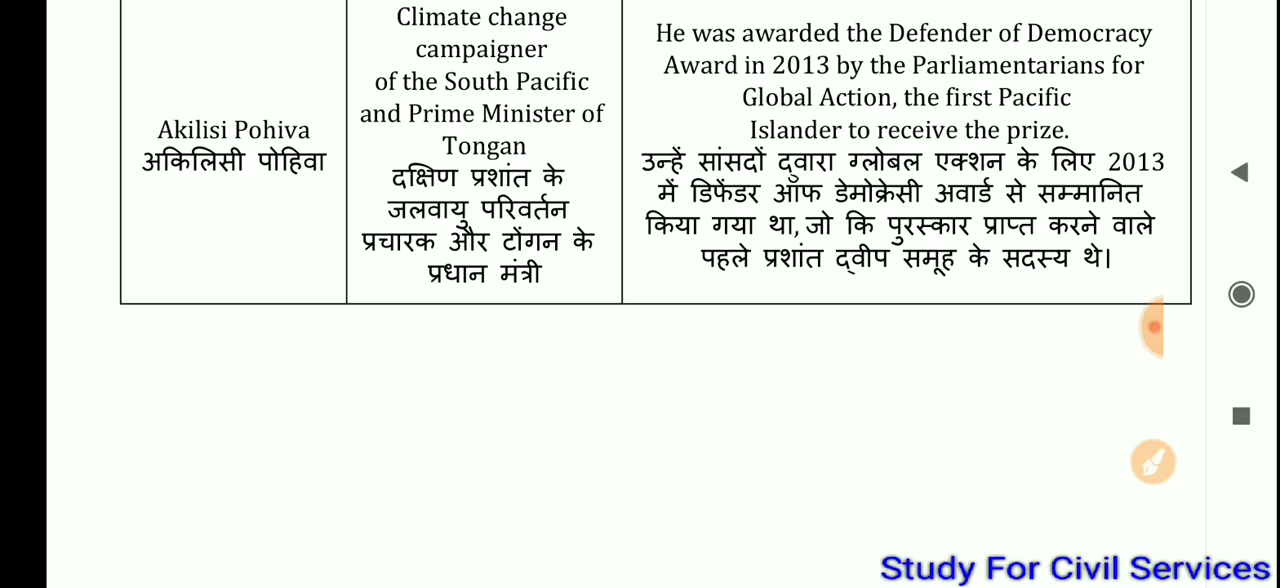 Climate change
campaigner
of the South Pacific
and Prime Minister of
Tongan
दक्षिण प्रशांत के
जलवायु परिवर्तन
प्रचारक और टोंगन के
प्रधान मंत्री
Akilisi Pohiva
अकिलिसी पोहिवा
He was awarded the Defender of Democracy
Award in 2013 by the Parliamentarians for
Global Action, the first Pacific
Islander to receive the prize.
उन्हें सांसदों द्वारा ग्लोबल एक्शन के लिए 2013
में डिफेंडर ऑफ डेमोक्रेसी अवार्ड से सम्मानित
किया गया था, जो कि पुरस्कार प्राप्त करने वाले
पहले प्रशांत द्वीप समूह के सदस्य थे।
Study For Civil Services